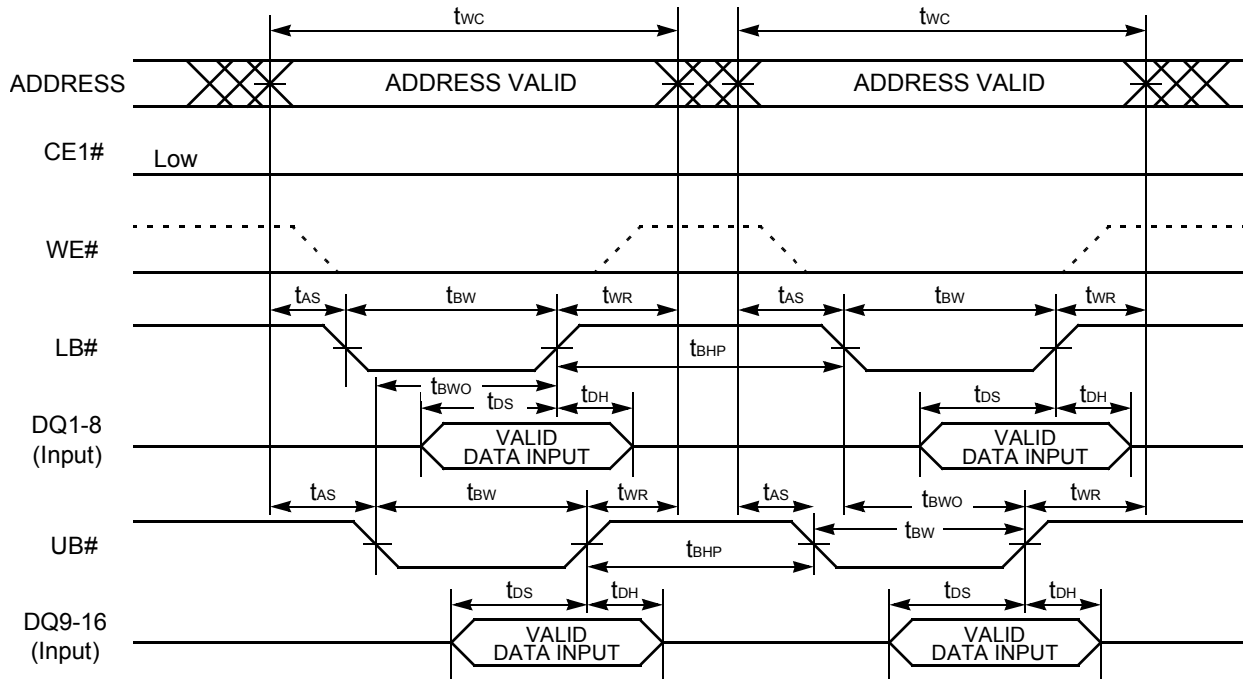 tWC tWC
ADDRESS ADDRESS VALID ADDRESS VALID
CE1# Low
WE#
tAS tBW tWR tAS tBW tWR
LB# tBHP
tBWO
tDS tDH tDS tDH
DQ1-8
(Input)
VALID
DATA INPUT
VALID
DATA INPUT
tAS tBW tWR tAS tBWO tWR
tBW
UB# tBHP
tDS tDH tDS tDH
DQ9-16
(Input)
VALID
DATA INPUT
VALID
DATA INPUT